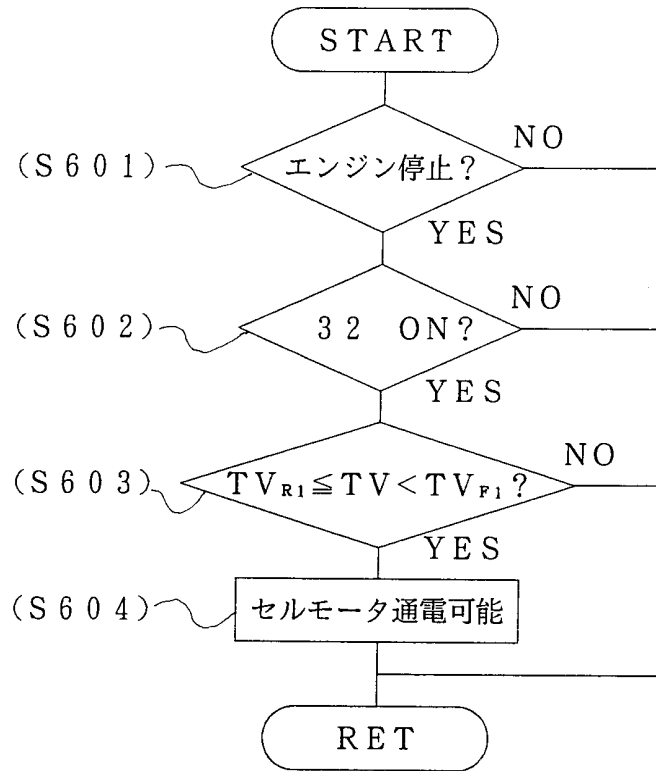 START
(S601)
エンジン停止?
NO
YES
(S602)
32 ON?
NO
YES
(S603)
TVR1≦TV<TVF1?
NO
YES
(S604)
セルモータ通電可能
RET